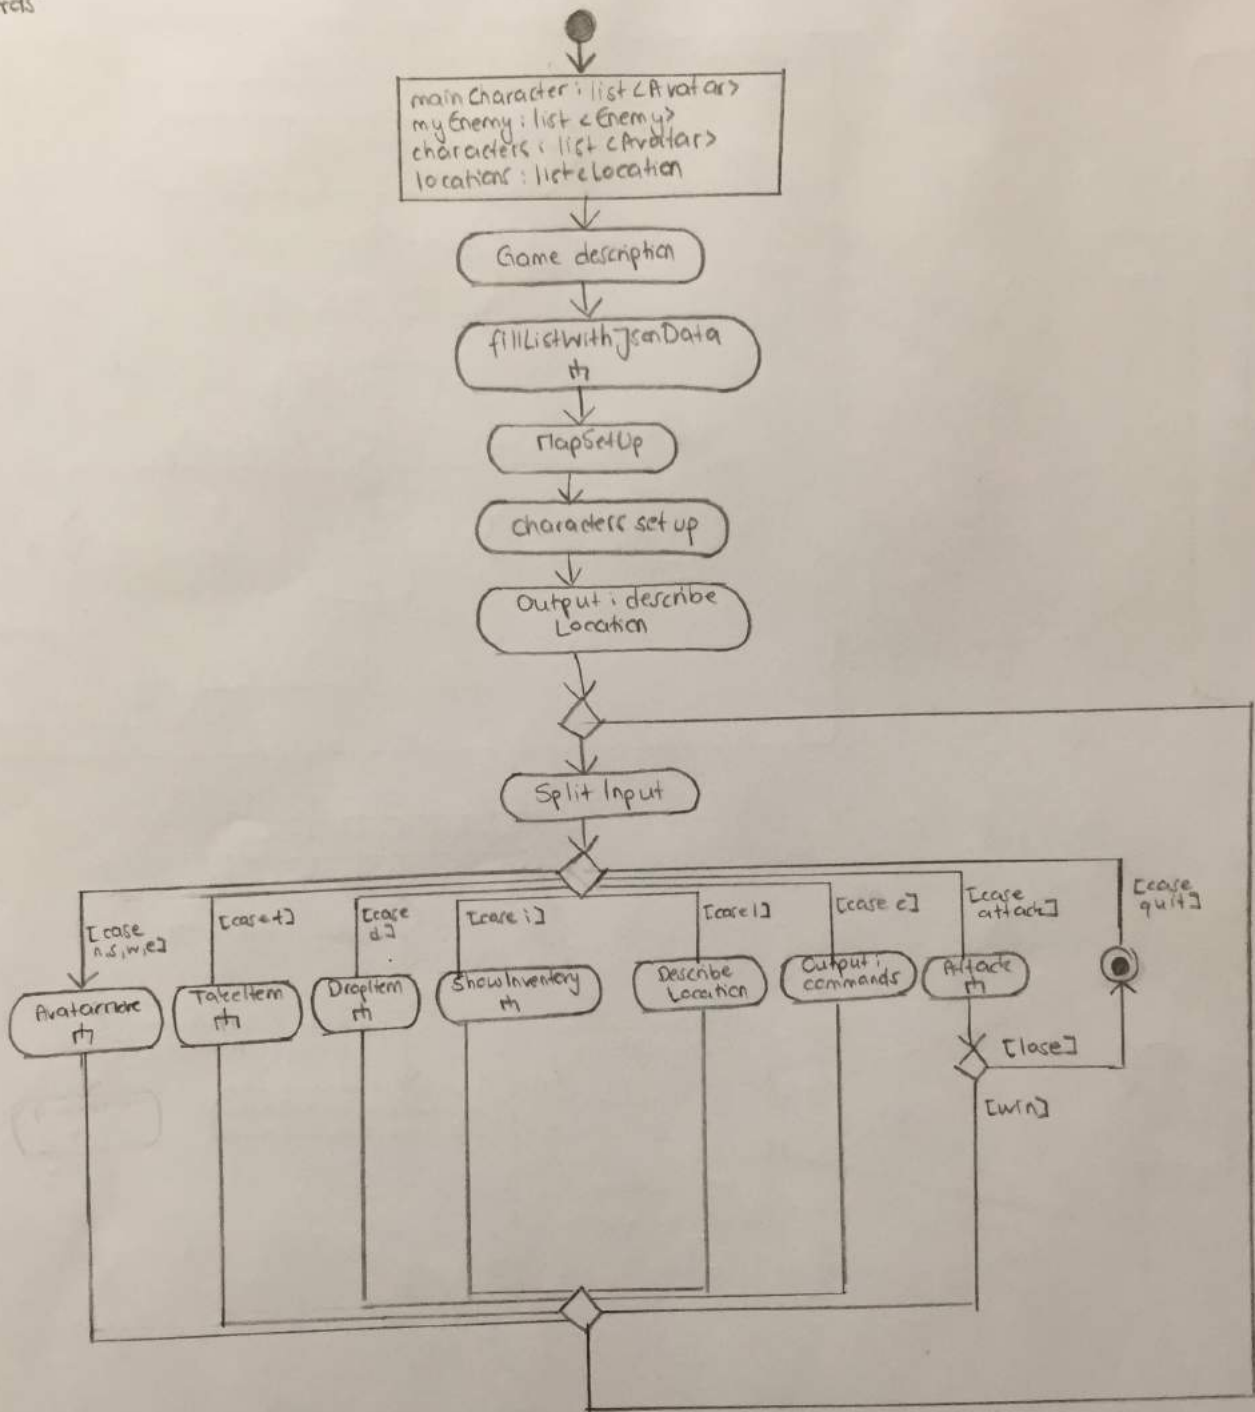 mainCharacter : list <Avatar>
myEnemy : list <Enemy>
characters : list <Avatar>
locations : list<Location
Game description
fillListWithJsonData
MapSetUp
characters set up
Output : describe
Location
Split Input
[case
n,s,w,e]
[case t]
[case
d]
[case i]
[case l]
[case c]
[case
attack]
[case
quit]
AvatarMove
TakeItem
DropItem
ShowInventory
Describe
Location
Output :
commands
Attack
[lose]
[win]